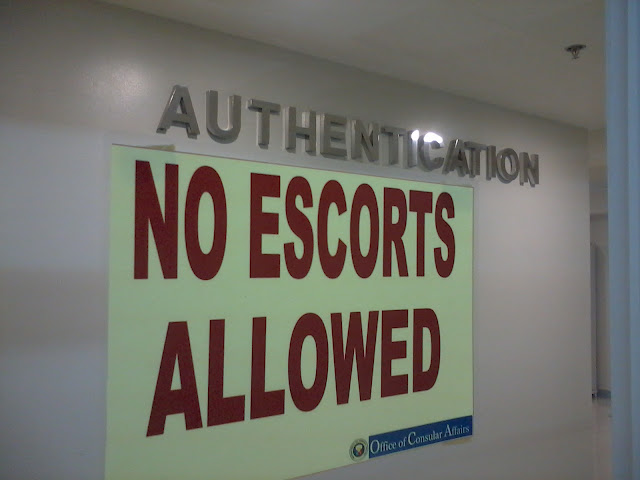 AUTHENTICATION
NO ESCORTS
ALLOWED
Office of Consular Affairs